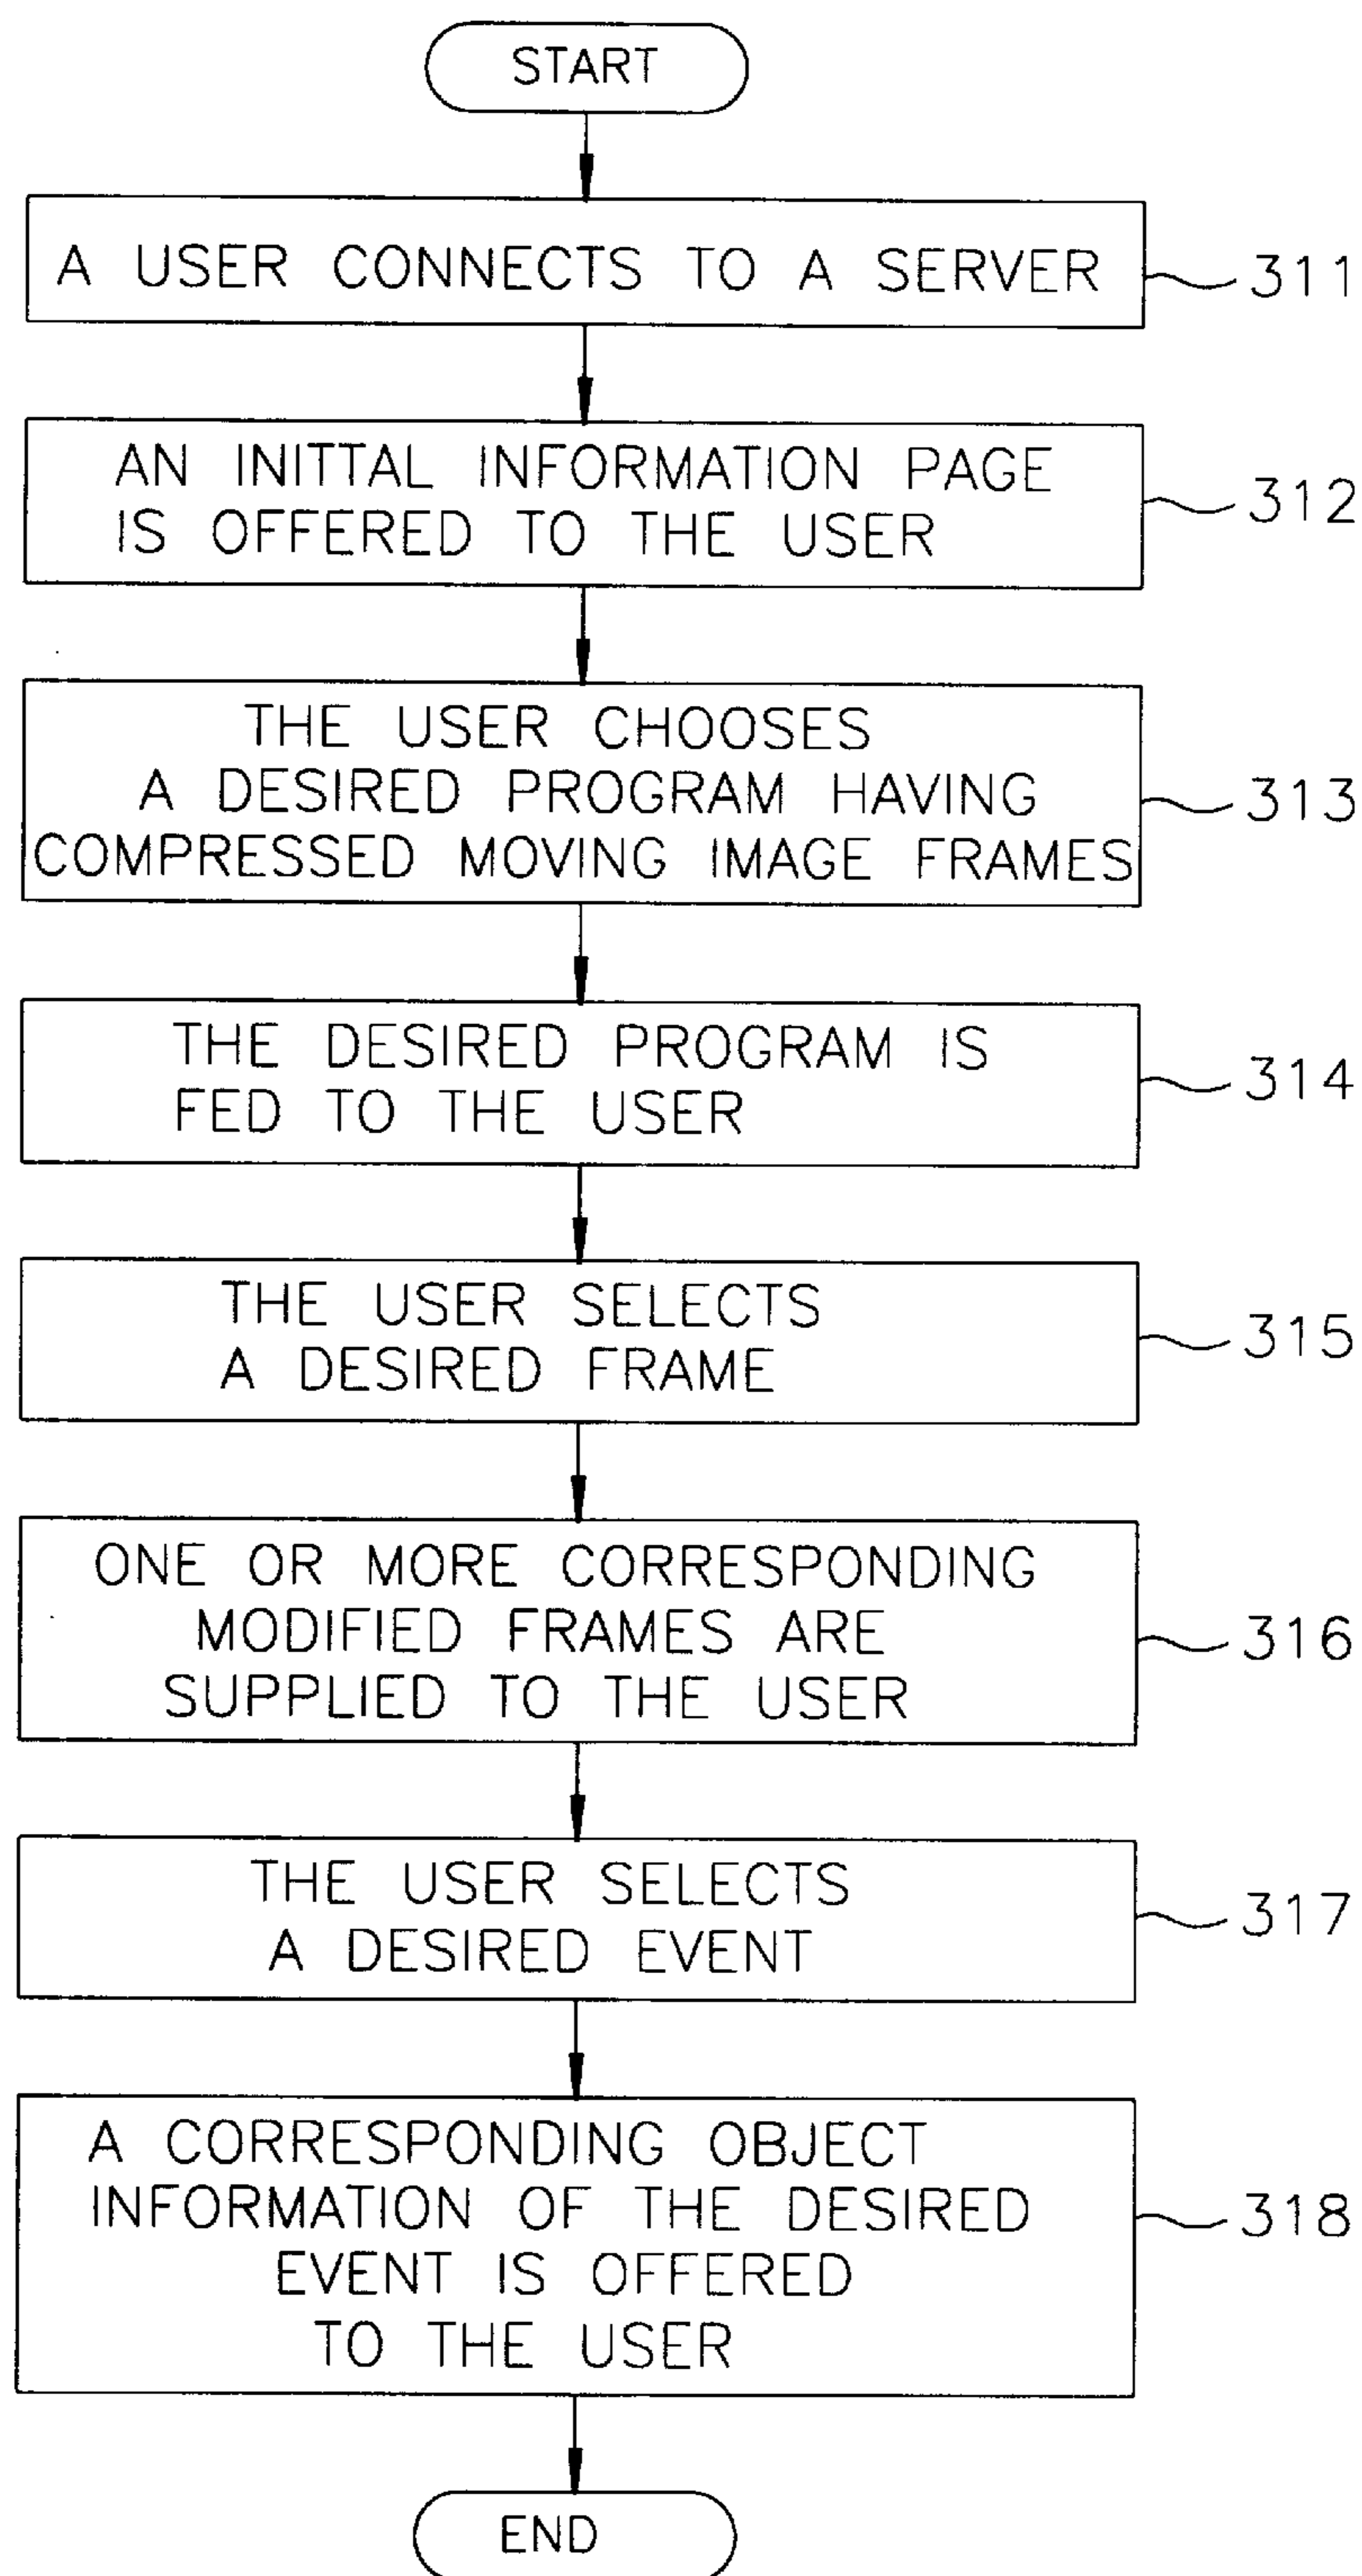 START
A USER CONNECTS TO A SERVER
311
AN INITTAL INFORMATION PAGE
IS OFFERED TO THE USER
312
THE USER CHOOSES
A DESIRED PROGRAM HAVING
COMPRESSED MOVING IMAGE FRAMES
313
THE DESIRED PROGRAM IS
FED TO THE USER
314
THE USER SELECTS
A DESIRED FRAME
315
ONE OR MORE CORRESPONDING
MODIFIED FRAMES ARE
SUPPLIED TO THE USER
316
THE USER SELECTS
A DESIRED EVENT
317
A CORRESPONDING OBJECT
INFORMATION OF THE DESIRED
EVENT IS OFFERED
TO THE USER
318
END